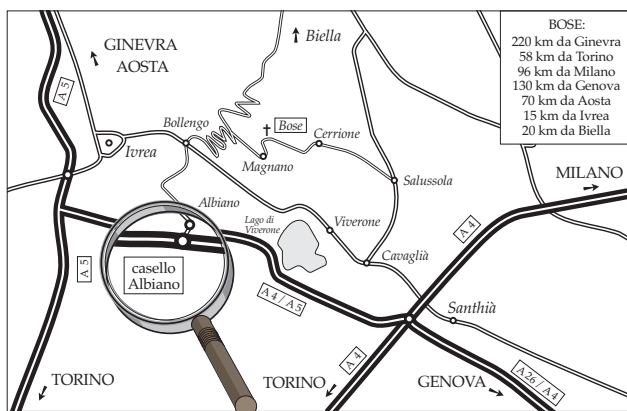 GINEVRA
AOSTA
Biella
BOSE:
220 km da Ginevra
58 km da Torino
96 km da Milano
130 km da Genova
70 km da Aosta
15 km da Ivrea
20 km da Biella
A 5
Bollengo
Bose
Cerrione
Ivrea
Magnano
MILANO
Salussola
Albiano
Lago di
Viverone
Viverone
A 4
Cavaglià
A 5
casello
Albiano
A 4 / A 5
Santhià
A 4
A26 / A4
TORINO
TORINO
GENOVA